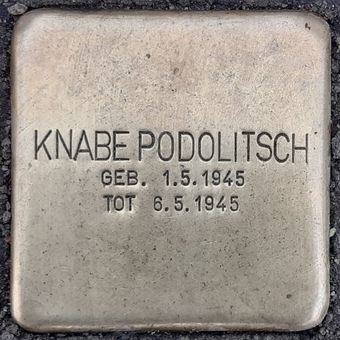 KNABE PODOLITSCH
GEB. 1.5.1945
TOT 6.5.1945